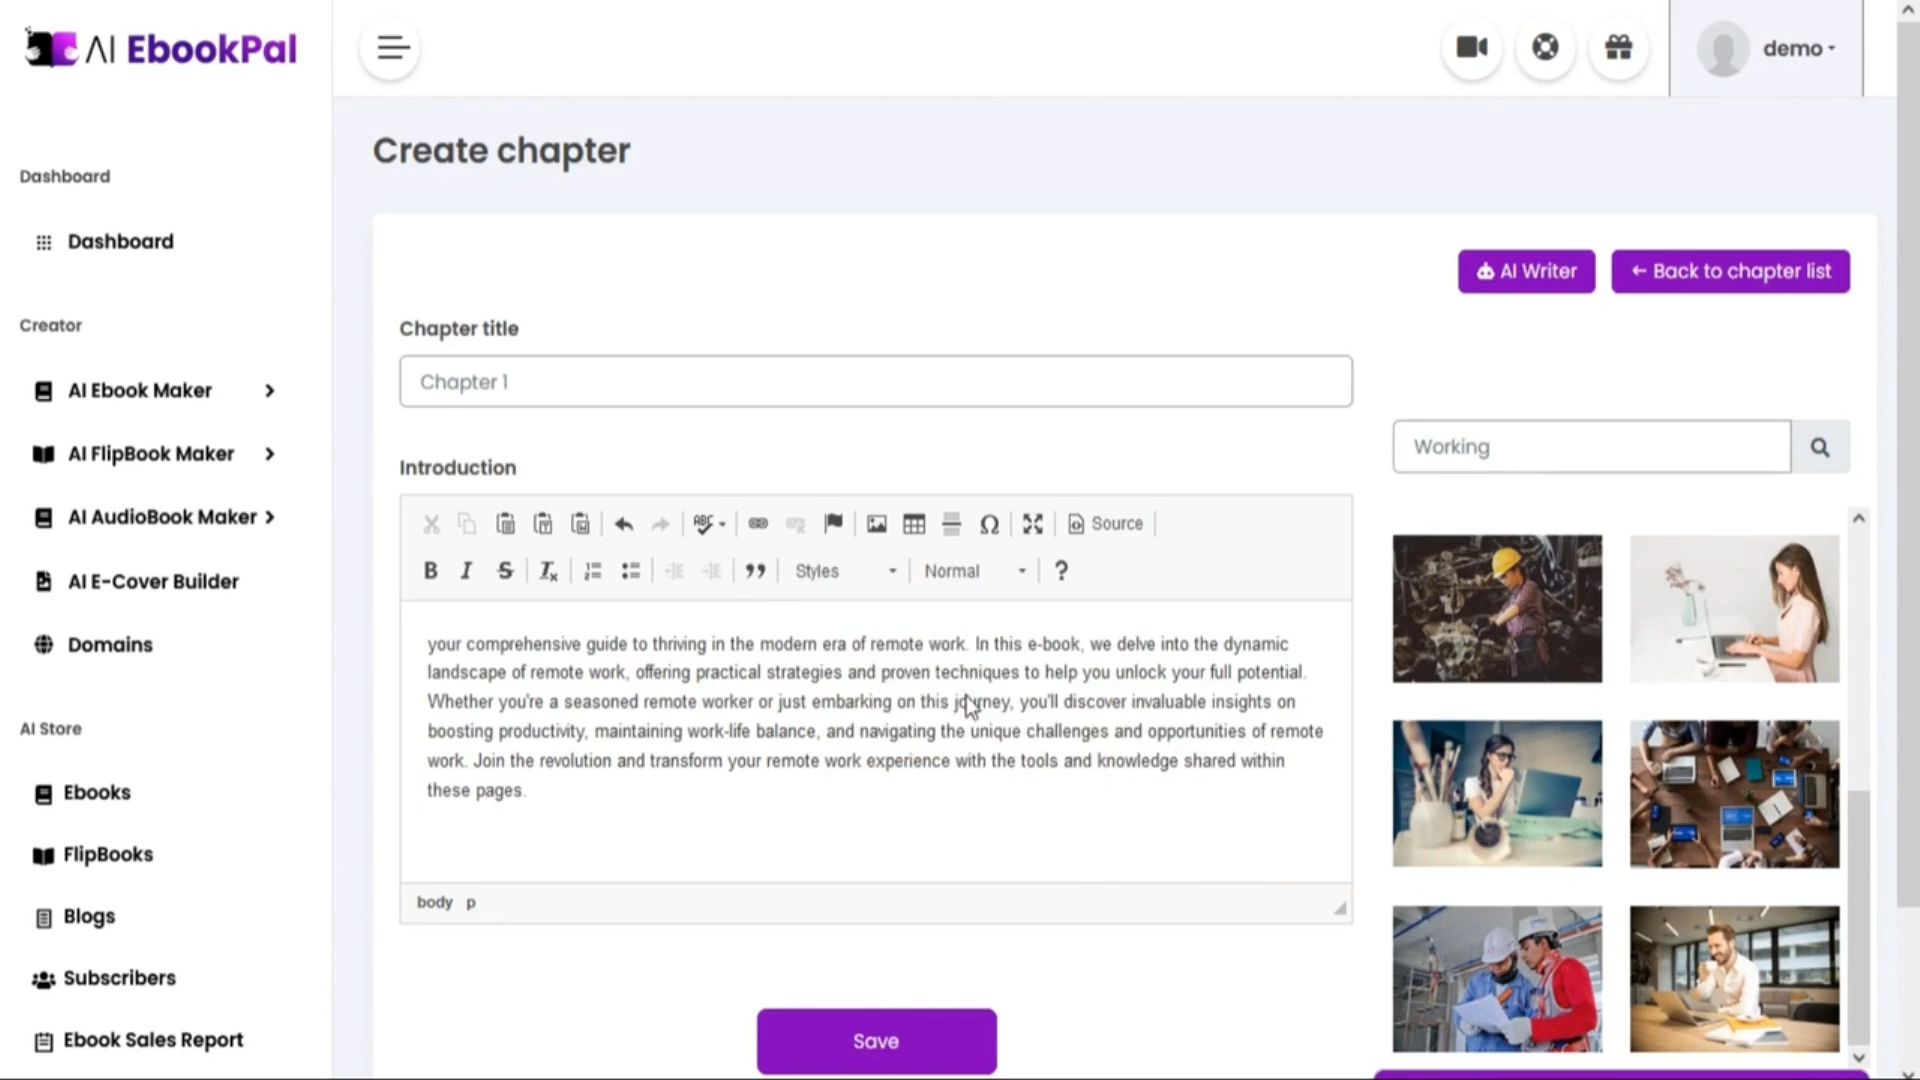 AI EbookPal
demo
Dashboard
Dashboard
Creator
AI Ebook Maker
AI FlipBook Maker
AI AudioBook Maker
AI E-Cover Builder
Domains
AI Store
Ebooks
FlipBooks
Blogs
Subscribers
Ebook Sales Report
Create chapter
AI Writer
← Back to chapter list
Chapter title
Chapter 1
Introduction
ABC
Source
B I S Ix
Styles
Normal
?
your comprehensive guide to thriving in the modern era of remote work. In this e-book, we delve into the dynamic
landscape of remote work, offering practical strategies and proven techniques to help you unlock your full potential.
Whether you're a seasoned remote worker or just embarking on this journey, you'll discover invaluable insights on
boosting productivity, maintaining work-life balance, and navigating the unique challenges and opportunities of remote
work. Join the revolution and transform your remote work experience with the tools and knowledge shared within
these pages.
body p
Save
Working